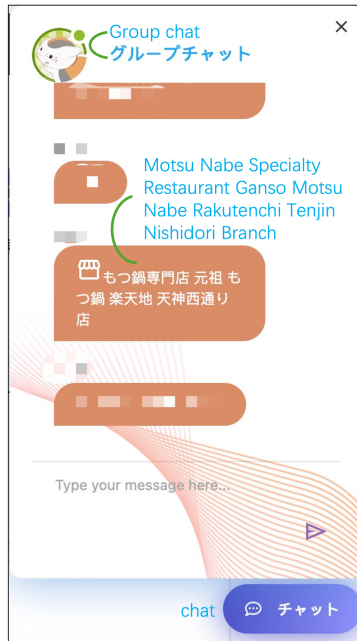 Group chat
グループチャット
Motsu Nabe Specialty
Restaurant Ganso Motsu
Nabe Rakutenchi Tenjin
Nishidori Branch
もつ鍋専門店 元祖 も
つ鍋 楽天地 天神西通り
店
Type your message here...
chat
チャット